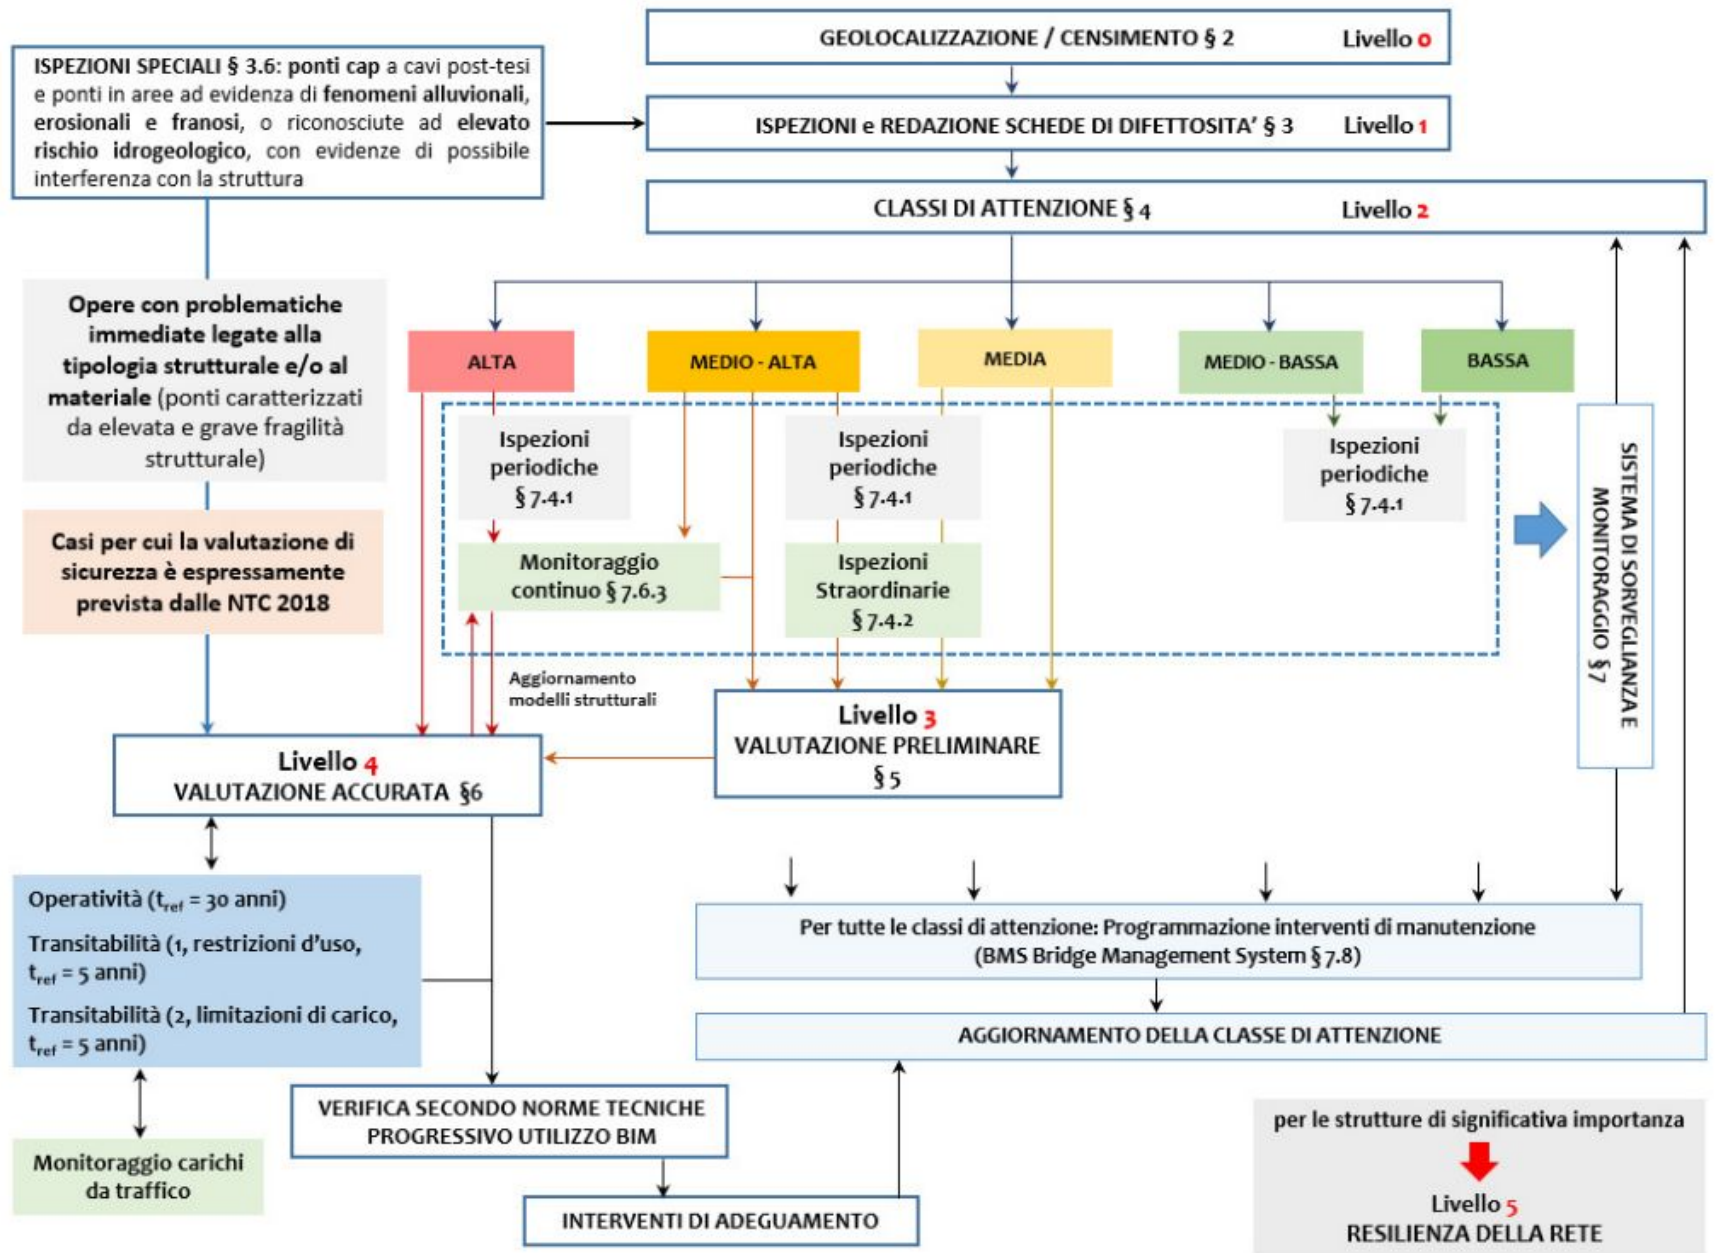 GEOLOCALIZZAZIONE / CENSIMENTO § 2 Livello 0
ISPEZIONI SPECIALI § 3.6: ponti cap a cavi post-tesi
e ponti in aree ad evidenza di fenomeni alluvionali,
erosionali e franosi, o riconosciute ad elevato
rischio idrogeologico, con evidenze di possibile
interferenza con la struttura
ISPEZIONI e REDAZIONE SCHEDE DI DIFETTOSITA’ § 3 Livello 1
CLASSI DI ATTENZIONE § 4 Livello 2
Opere con problematiche
immediate legate alla
tipologia strutturale e/o al
materiale (ponti caratterizzati
da elevata e grave fragilità
strutturale)
Casi per cui la valutazione di
sicurezza è espressamente
prevista dalle NTC 2018
ALTA
MEDIO - ALTA
MEDIA
MEDIO - BASSA
BASSA
Ispezioni
periodiche
§ 7.4.1
Monitoraggio
continuo § 7.6.3
Ispezioni
periodiche
§ 7.4.1
Ispezioni
Straordinarie
§ 7.4.2
Ispezioni
periodiche
§ 7.4.1
SISTEMA DI SORVEGLIANZA E
MONITORAGGIO §7
Aggiornamento
modelli strutturali
Livello 3
VALUTAZIONE PRELIMINARE
§ 5
Livello 4
VALUTAZIONE ACCURATA §6
Operatività (tref = 30 anni)
Transitabilità (1, restrizioni d’uso,
tref = 5 anni)
Transitabilità (2, limitazioni di carico,
tref = 5 anni)
Monitoraggio carichi
da traffico
Per tutte le classi di attenzione: Programmazione interventi di manutenzione
(BMS Bridge Management System § 7.8)
AGGIORNAMENTO DELLA CLASSE DI ATTENZIONE
VERIFICA SECONDO NORME TECNICHE
PROGRESSIVO UTILIZZO BIM
INTERVENTI DI ADEGUAMENTO
per le strutture di significativa importanza
Livello 5
RESILIENZA DELLA RETE